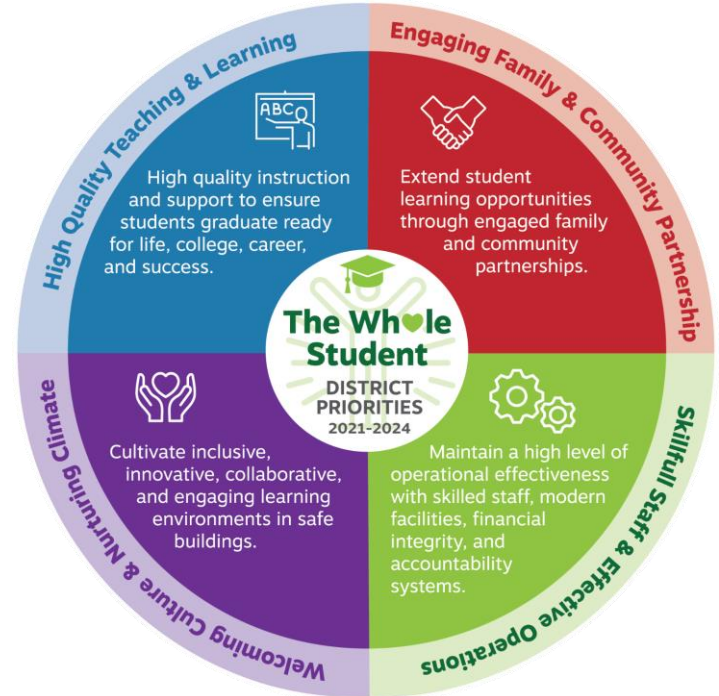 High Quality Teaching & Learning
ABC
High quality instruction
and support to ensure
students graduate ready
for life, college, career,
and success.
Engaging Family & Community Partnership
Extend student
learning opportunities
through engaged family
and community
partnerships.
The Whole
Student
DISTRICT
PRIORITIES
2021-2024
Welcoming Culture & Nurturing Climate
Cultivate inclusive,
innovative, collaborative,
and engaging learning
environments in safe
buildings.
Skillfull Staff & Effective Operations
Maintain a high level of
operational effectiveness
with skilled staff, modern
facilities, financial
integrity, and
accountability
systems.